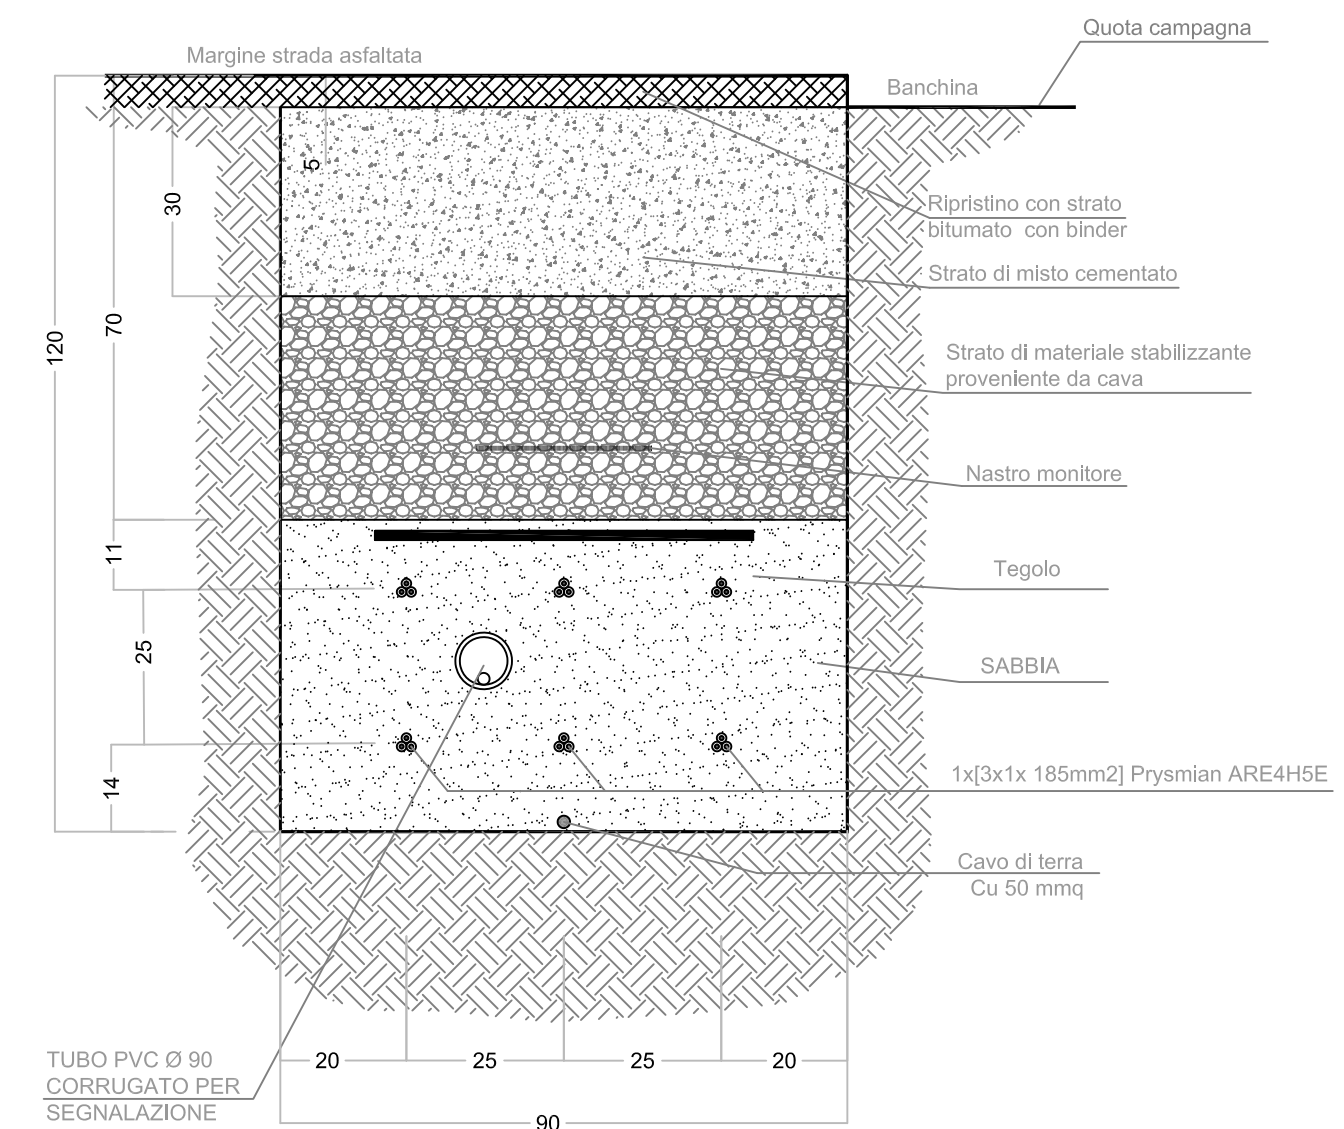 Quota campagna
Margine strada asfaltata
Banchina
5
30
Ripristino con strato
bitumato con binder
Strato di misto cementato
70
120
Strato di materiale stabilizzante
proveniente da cava
Nastro monitore
11
Tegolo
25
SABBIA
14
1x[3x1x 185mm2] Prysmian ARE4H5E
Cavo di terra
Cu 50 mmq
TUBO PVC Ø 90
CORRUGATO PER
SEGNALAZIONE
20
25
25
20
90